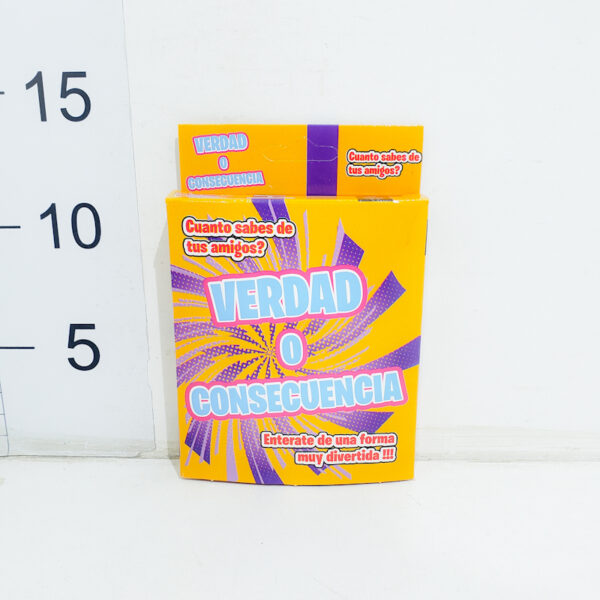 15
10
5
VERDAD
O
CONSECUENCIA
Cuanto sabes de
tus amigos?
Cuanto sabes de
tus amigos?
VERDAD
O
CONSECUENCIA
Enterate de una forma
muy divertida !!!